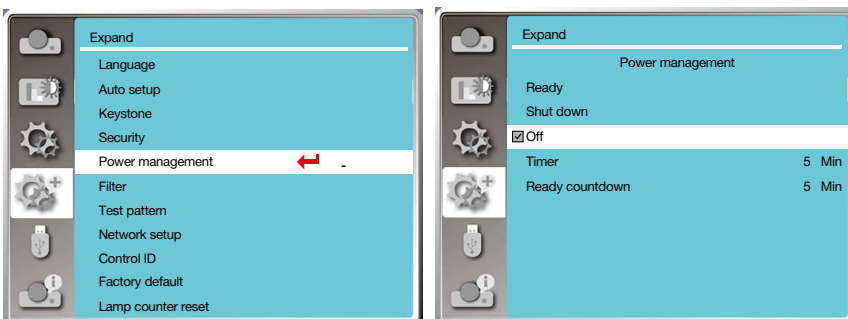 Expand
Language
Auto setup
Keystone
Security
Power management
Filter
Test pattern
Network setup
Control ID
Factory default
Lamp counter reset
Expand
Power management
Ready
Shut down
Off
Timer 5 Min
Ready countdown 5 Min